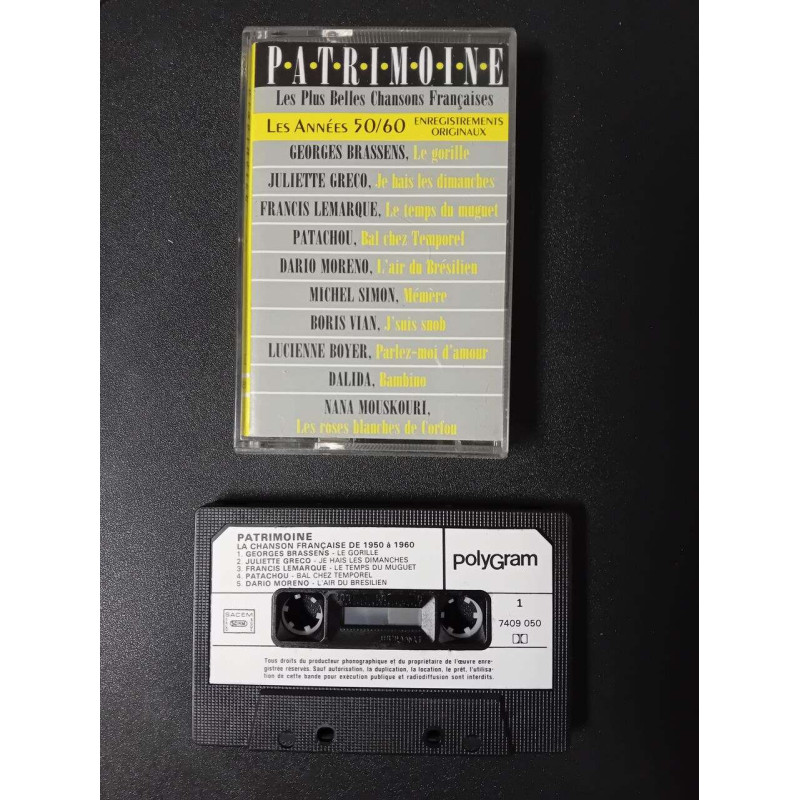 P·A·T·R·I·M·O·I·N·E
Les Plus Belles Chansons Françaises
LES ANNÉES 50/60 ENREGISTREMENTS ORIGINAUX
GEORGES BRASSENS, Le gorille
JULIETTE GRECO, Je hais les dimanches
FRANCIS LEMARQUE, Le temps du muguet
PATACHOU, Bal chez Temporel
DARIO MORENO, L'air du Brésilien
MICHEL SIMON, Mémère
BORIS VIAN, J'suis snob
LUCIENNE BOYER, Parlez-moi d'amour
DALIDA, Bambino
NANA MOUSKOURI,
Les roses blanches de Corfou
PATRIMOINE
LA CHANSON FRANÇAISE DE 1950 à 1960
1. GEORGES BRASSENS - LE GORILLE
2. JULIETTE GRECO - JE HAIS LES DIMANCHES
3. FRANCIS LEMARQUE - LE TEMPS DU MUGUET
4. PATACHOU - BAL CHEZ TEMPOREL
5. DARIO MORENO - L'AIR DU BRESILIEN
polyGram
SACEM
1
7409 050
Tous droits du producteur phonographique et du propriétaire de l'œuvre enre-
gistrée réservés. Sauf autorisation, la duplication, la location, le prêt, l'utilisa-
tion de cette bande pour exécution publique et radiodiffusion sont interdits.